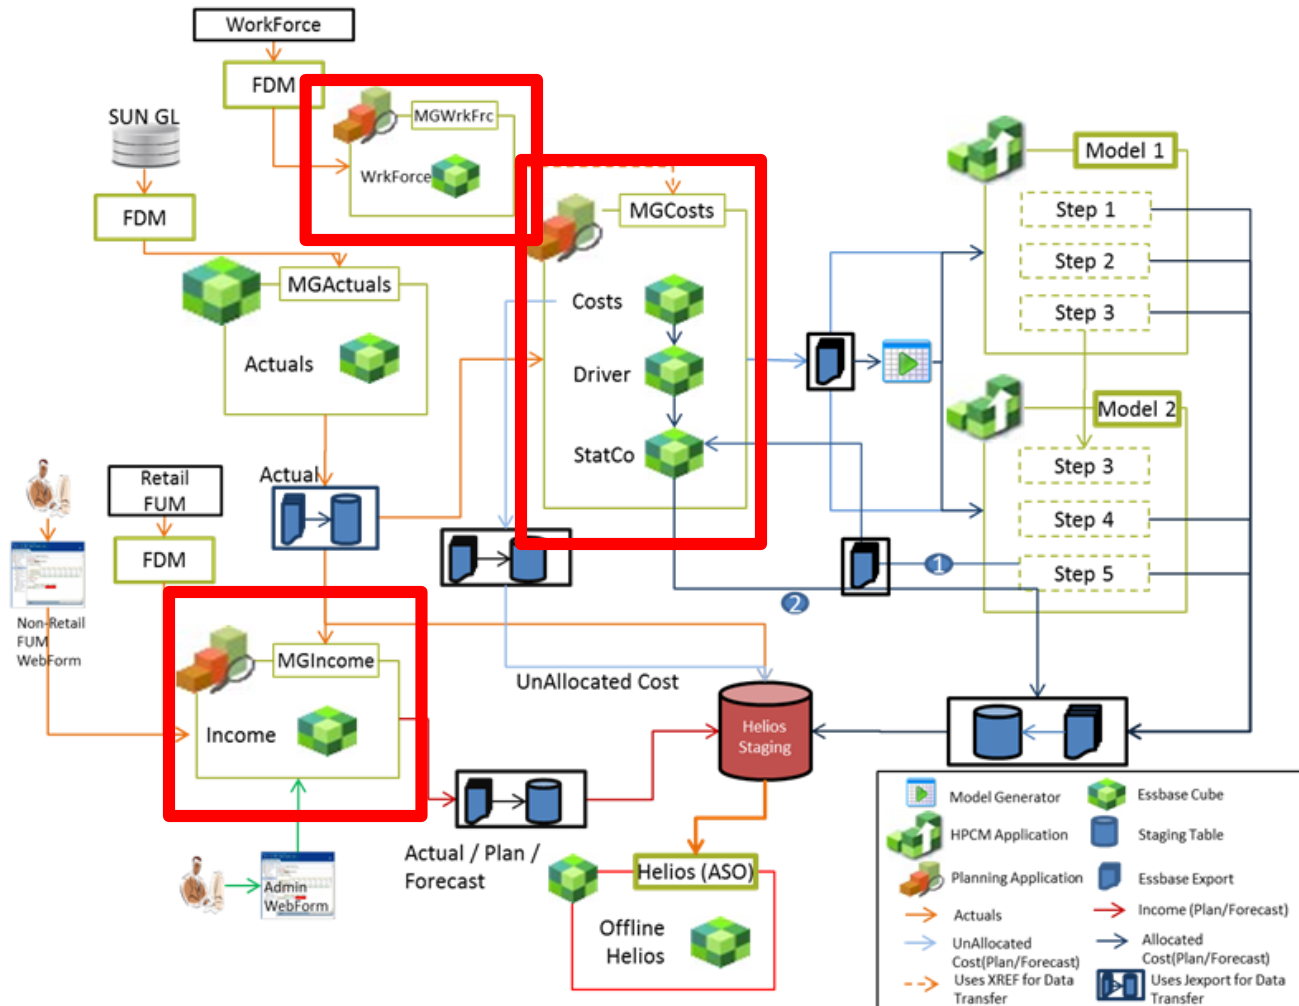 WorkForce
FDM
SUN GL
FDM
MGWrkFrc
WrkForce
MGActuals
Actuals
MGCosts
Costs
Driver
StatCo
Model 1
Step 1
Step 2
Step 3
Model 2
Step 3
Step 4
Step 5
1
2
Actual
Retail
FUM
FDM
Non-Retail
FUM
WebForm
MGIncome
Income
UnAllocated Cost
Helios
Staging
Admin
WebForm
Actual / Plan /
Forecast
Helios (ASO)
Offline
Helios
Model Generator
Essbase Cube
HPCM Application
Staging Table
Planning Application
Essbase Export
Actuals
Income (Plan/Forecast)
UnAllocated
Cost(Plan/Forecast)
Allocated
Cost(Plan/Forecast)
Uses XREF for Data
Transfer
Uses Jexport for Data
Transfer